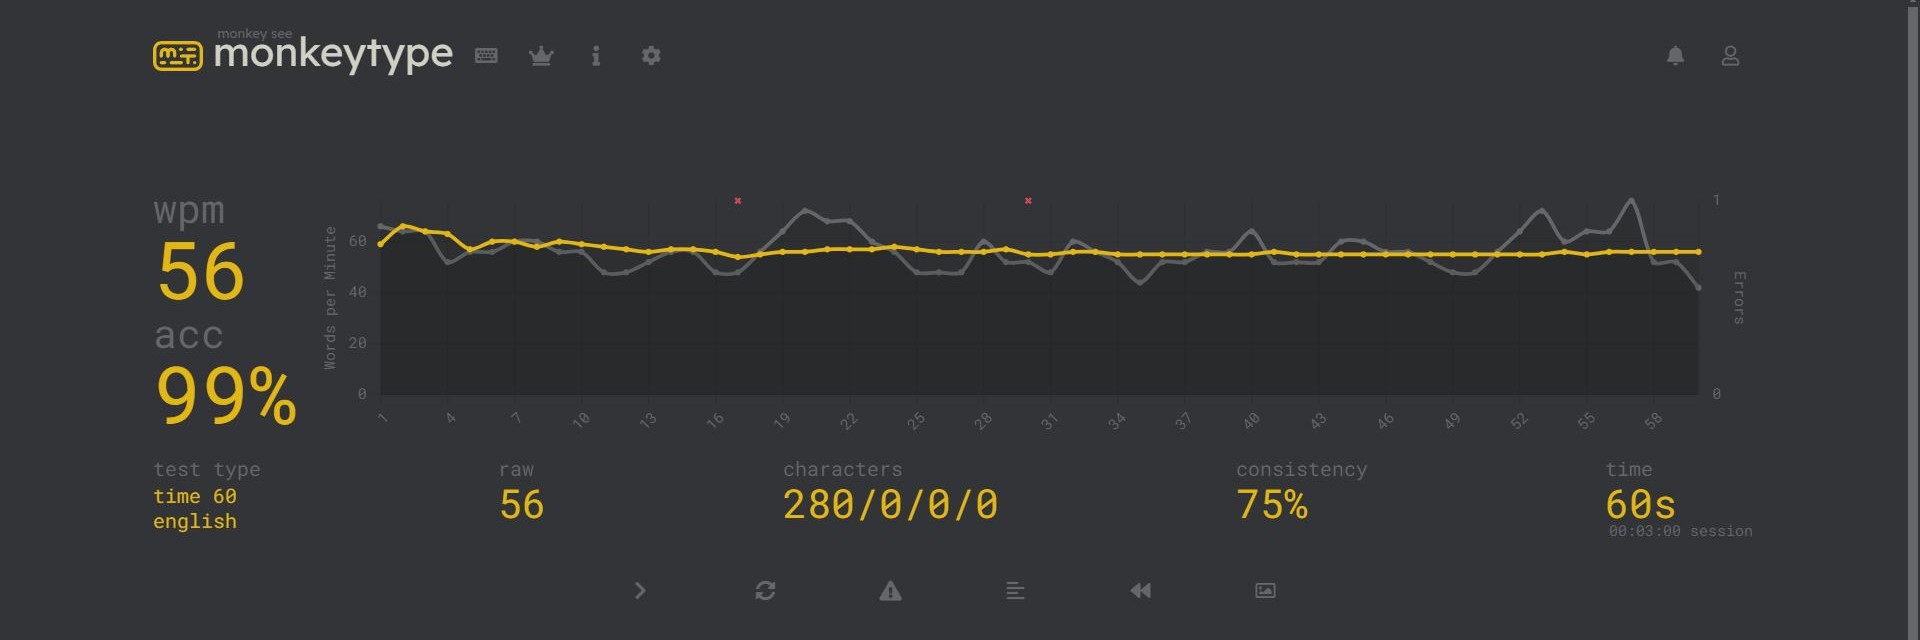 monkey see
monkeytype
wpm
56
acc
99%
Words per Minute
60
40
20
0
1
0
Errors
1 4 7 10 13 16 19 22 25 28 31 34 37 40 43 46 49 52 55 58
test type
time 60
english
raw
56
characters
280/0/0/0
consistency
75%
time
60s
00:03:00 session